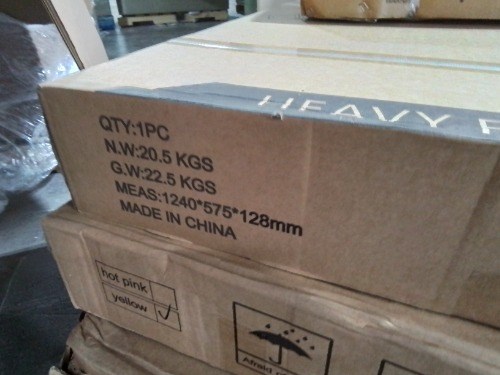 HEAVY
QTY:1PC
N.W:20.5 KGS
G.W:22.5 KGS
MEAS:1240*575*128mm
MADE IN CHINA
hot pink
yellow ✓
Afraid